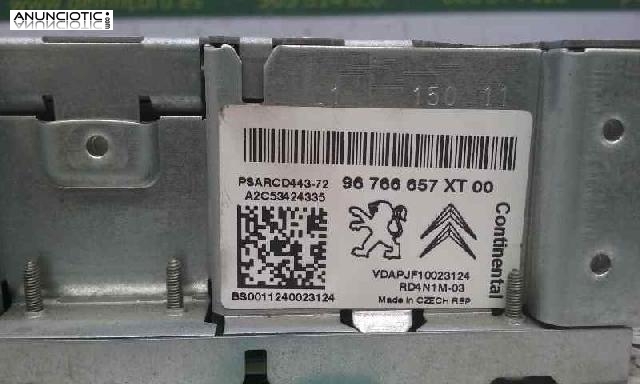 ANUNCIOTIC.com
150 11
PSARCD443-72
96 766 657 XT 00
A2C53424335
Continental
VDAPJF10023124
RD4N1M-03
BS0011240023124
Made in CZECH REP